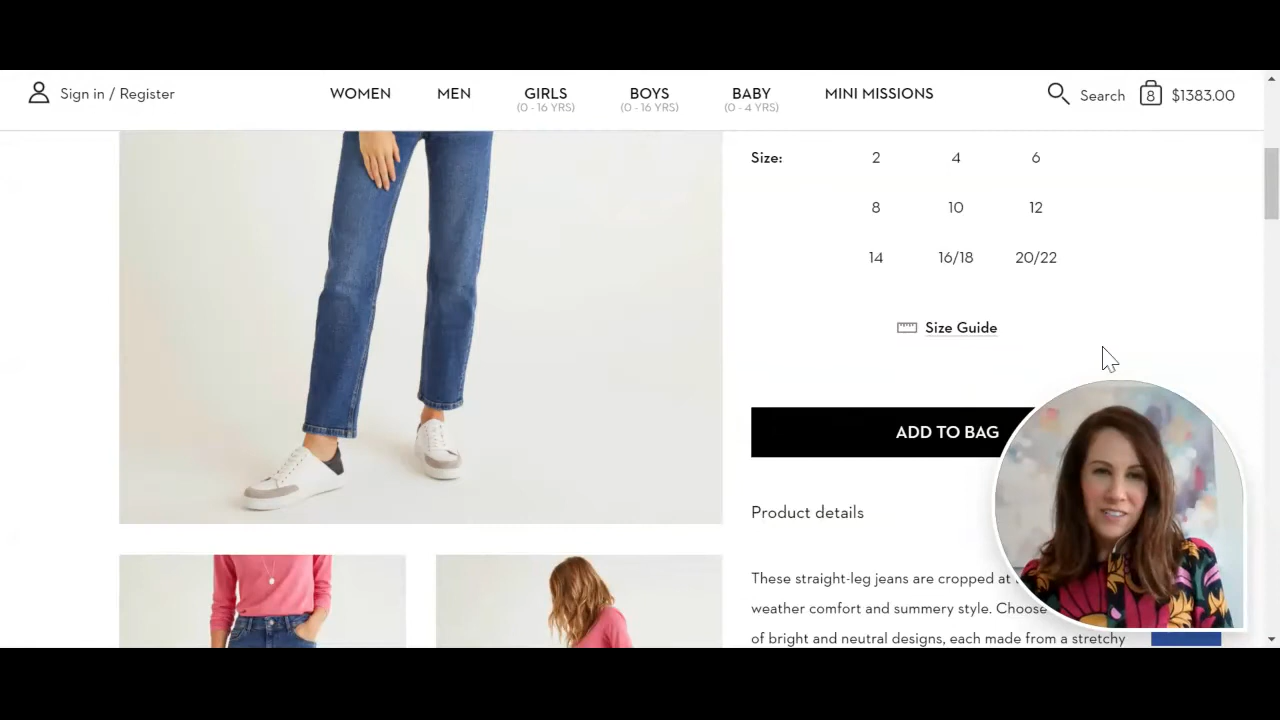 Sign in / Register
WOMEN MEN GIRLS BOYS BABY MINI MISSIONS
(0 - 16 YRS) (0 - 16 YRS) (0 - 4 YRS)
Search 8 $1383.00
Size: 2 4 6
8 10 12
14 16/18 20/22
Size Guide
ADD TO BAG
Product details
These straight-leg jeans are cropped at
weather comfort and summery style. Choose
of bright and neutral designs, each made from a stretchy